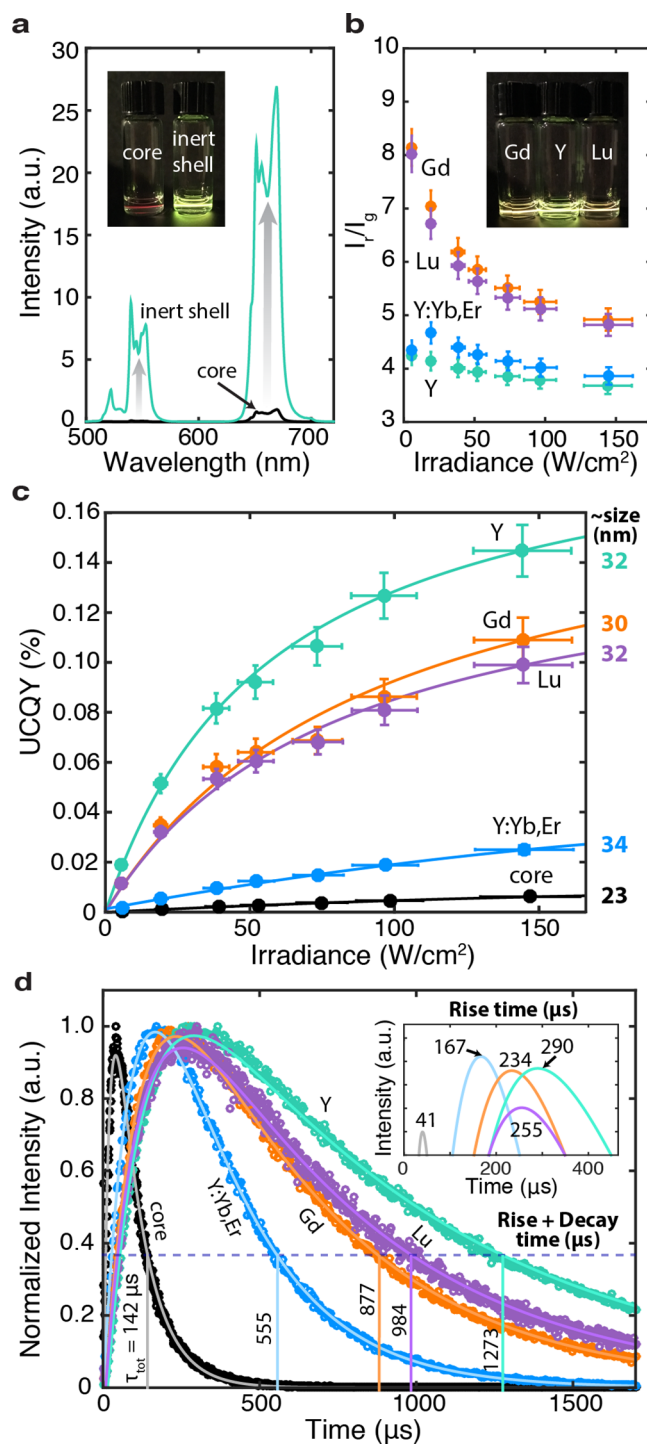 a
Intensity (a.u.)
30
25
20
15
10
5
0
500
600
700
Wavelength (nm)
core
inert
shell
inert shell
core
b
I_r/I_g
10
9
8
7
6
5
4
3
0
50
100
150
Irradiance (W/cm²)
Gd
Y
Lu
Gd
Lu
Y:Yb,Er
Y
c
UCQY (%)
0.16
0.14
0.12
0.10
0.08
0.06
0.04
0.02
0
0
50
100
150
Irradiance (W/cm²)
~size
(nm)
Y
32
Gd
30
32
Lu
Y:Yb,Er
34
core
23
d
Normalized Intensity (a.u.)
1.0
0.8
0.6
0.4
0.2
0
0
500
1000
1500
Time (µs)
Rise time (µs)
Intensity (a.u.)
167
234
290
41
255
0
200
400
Time (µs)
Y
core
Y:Yb,Er
Gd
Lu
Rise + Decay
time (µs)
τ_tot = 142 µs
555
877
984
1273